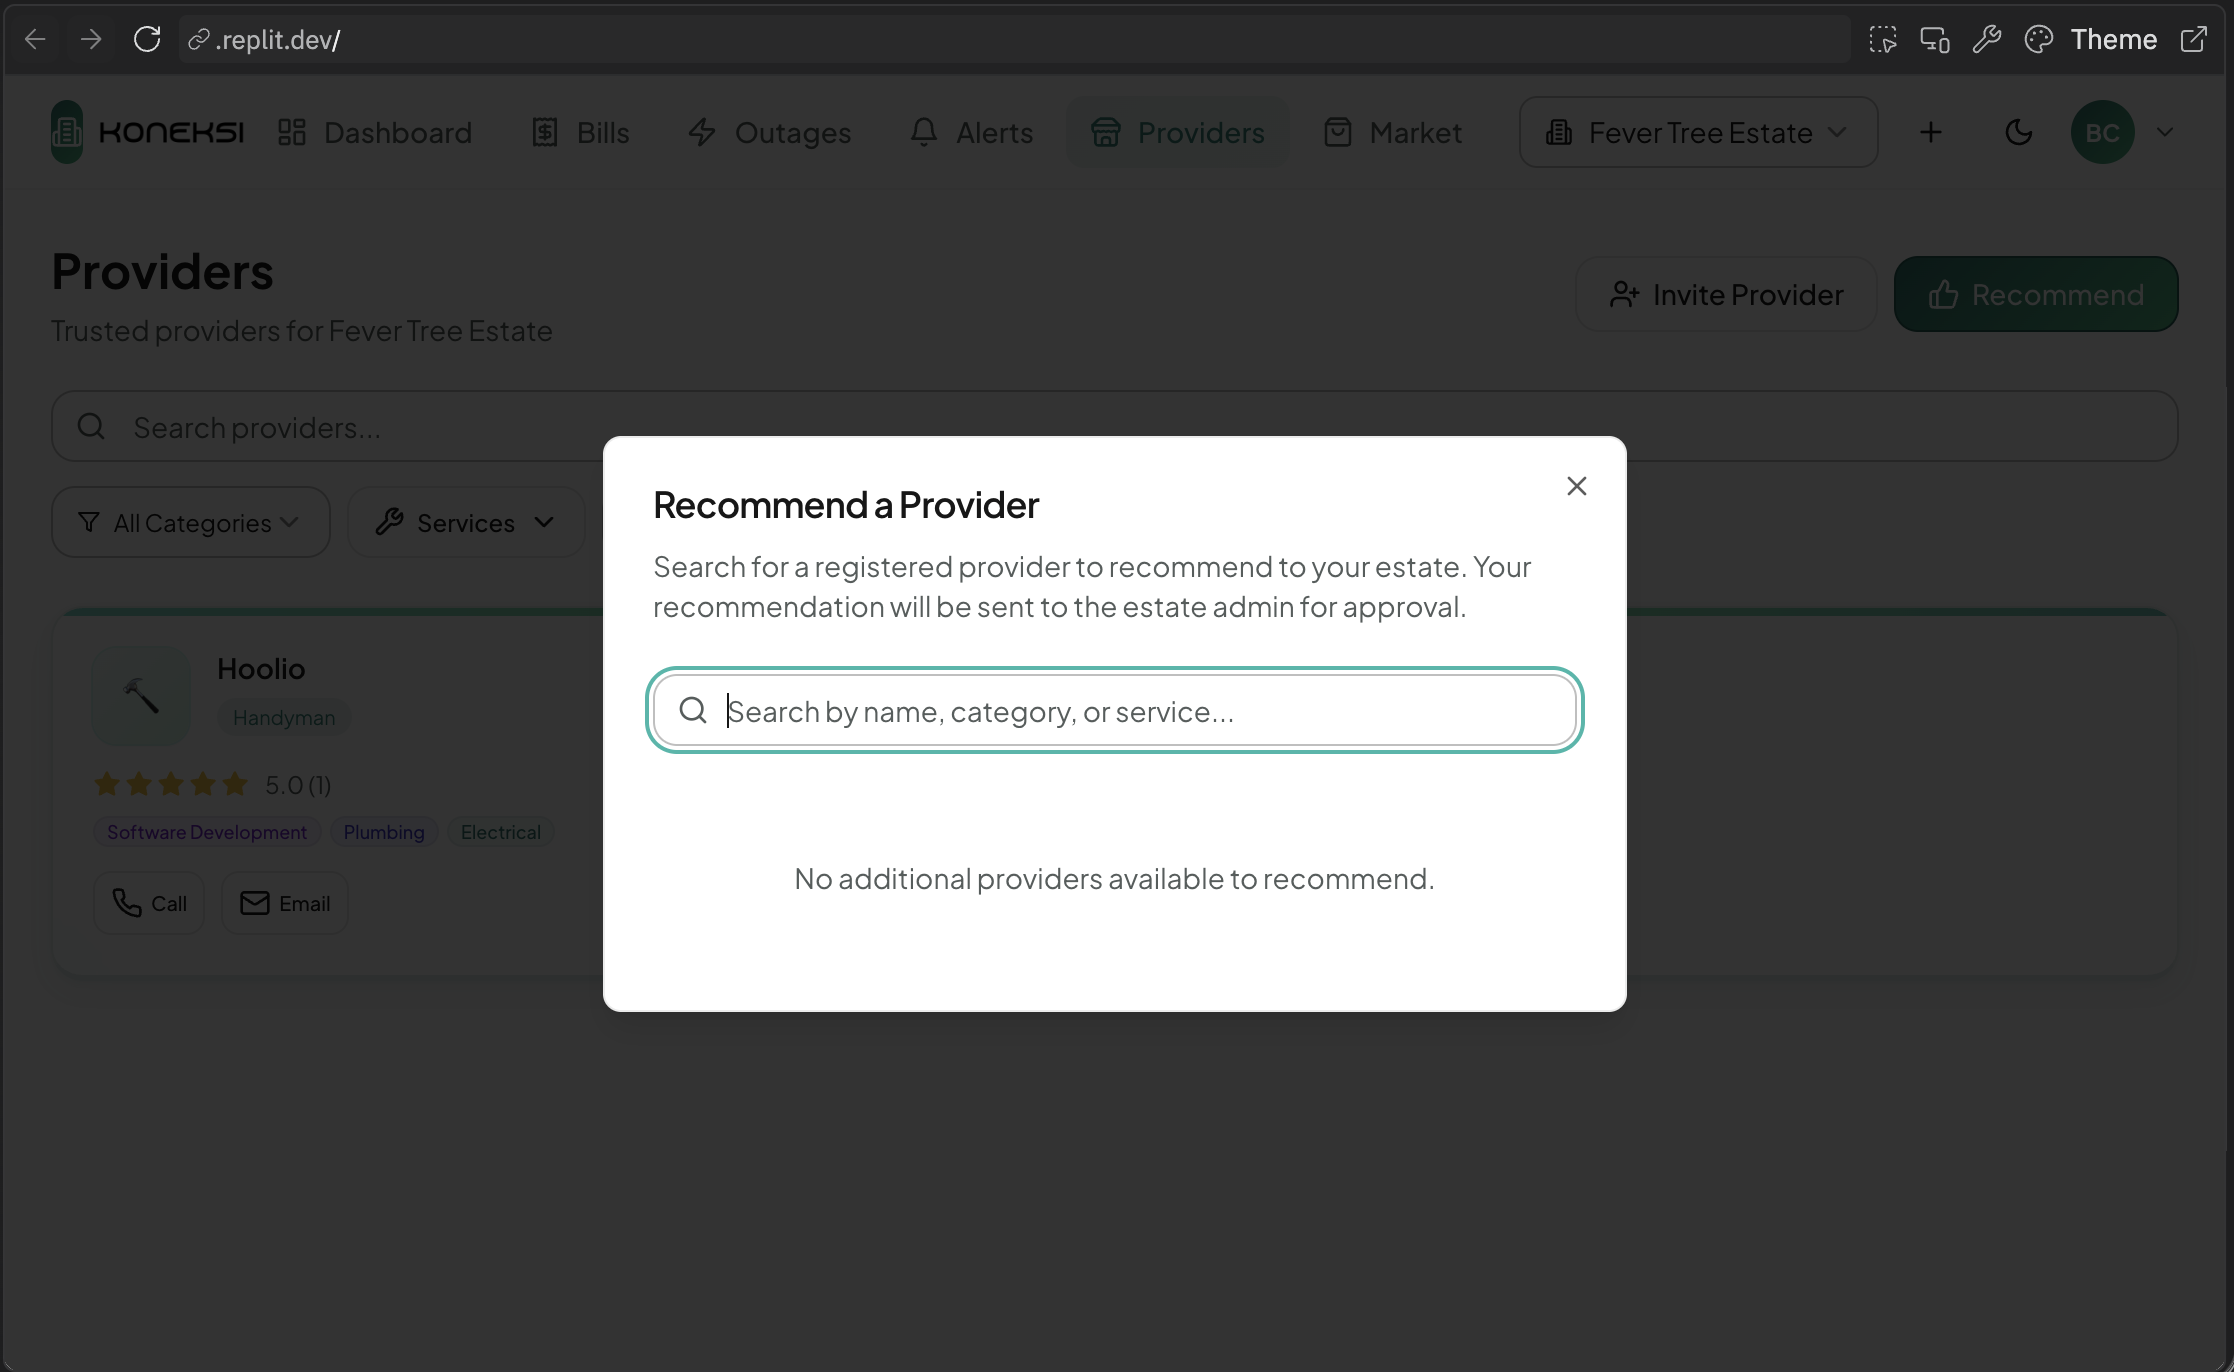 .replit.dev/
Theme
KONEKSI
Dashboard
Bills
Outages
Alerts
Providers
Market
Fever Tree Estate
BC
Providers
Trusted providers for Fever Tree Estate
Invite Provider
Recommend
Search providers...
All Categories
Services
Hoolio
Handyman
5.0 (1)
Software Development
Plumbing
Electrical
Call
Email
Recommend a Provider
Search for a registered provider to recommend to your estate. Your
recommendation will be sent to the estate admin for approval.
Search by name, category, or service...
No additional providers available to recommend.